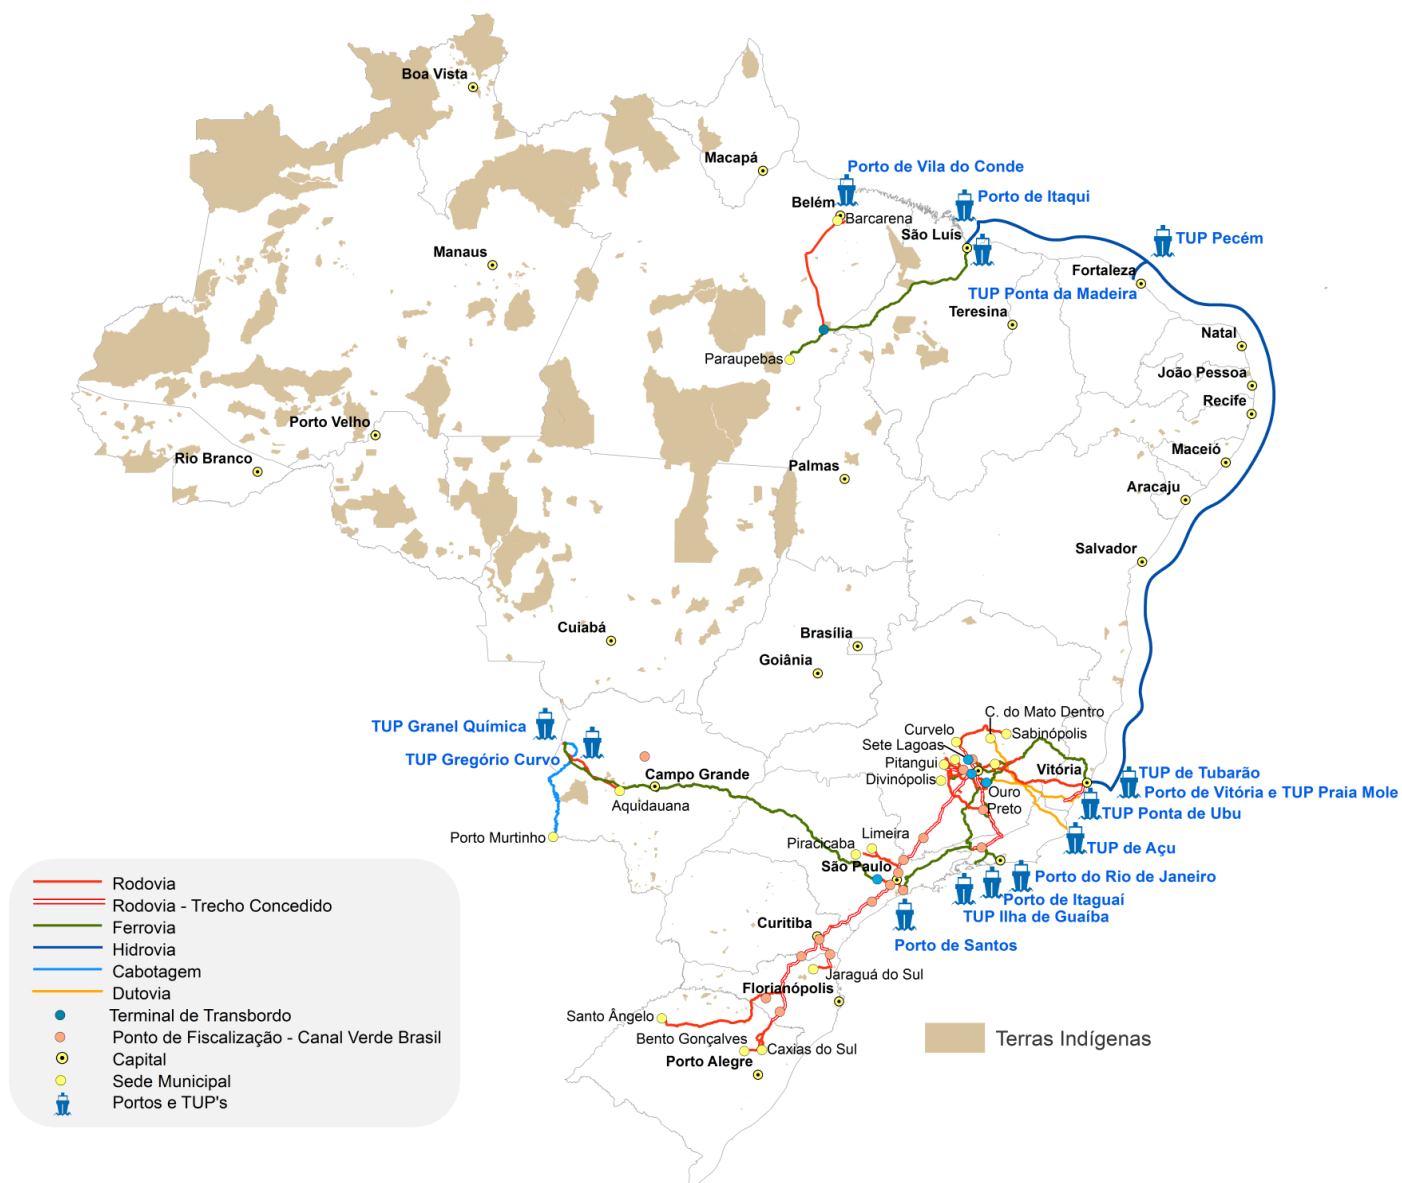 Boa Vista
Macapá
Porto de Vila do Conde
Belém
Barcarena
Porto de Itaqui
São Luís
TUP Pecém
Manaus
Fortaleza
TUP Ponta da Madeira
Teresina
Natal
Paraupebas
João Pessoa
Recife
Porto Velho
Maceió
Rio Branco
Palmas
Aracaju
Salvador
Cuiabá
Brasília
Goiânia
TUP Granel Química
TUP Gregório Curvo
C. do Mato Dentro
Curvelo
Sabinópolis
Sete Lagoas
Pitangui
Divinópolis
Vitória
TUP de Tubarão
Porto de Vitória e TUP Praia Mole
TUP Ponta de Ubu
Campo Grande
Aquidauana
Ouro
Preto
Porto Murtinho
Piracicaba
Limeira
TUP de Açu
São Paulo
Porto do Rio de Janeiro
Porto de Itaguaí
TUP Ilha de Guaíba
Porto de Santos
Curitiba
Jaraguá do Sul
Florianópolis
Santo Ângelo
Bento Gonçalves
Caxias do Sul
Porto Alegre
Rodovia
Rodovia - Trecho Concedido
Ferrovia
Hidrovia
Cabotagem
Dutovia
Terminal de Transbordo
Ponto de Fiscalização - Canal Verde Brasil
Capital
Sede Municipal
Portos e TUP's
Terras Indígenas